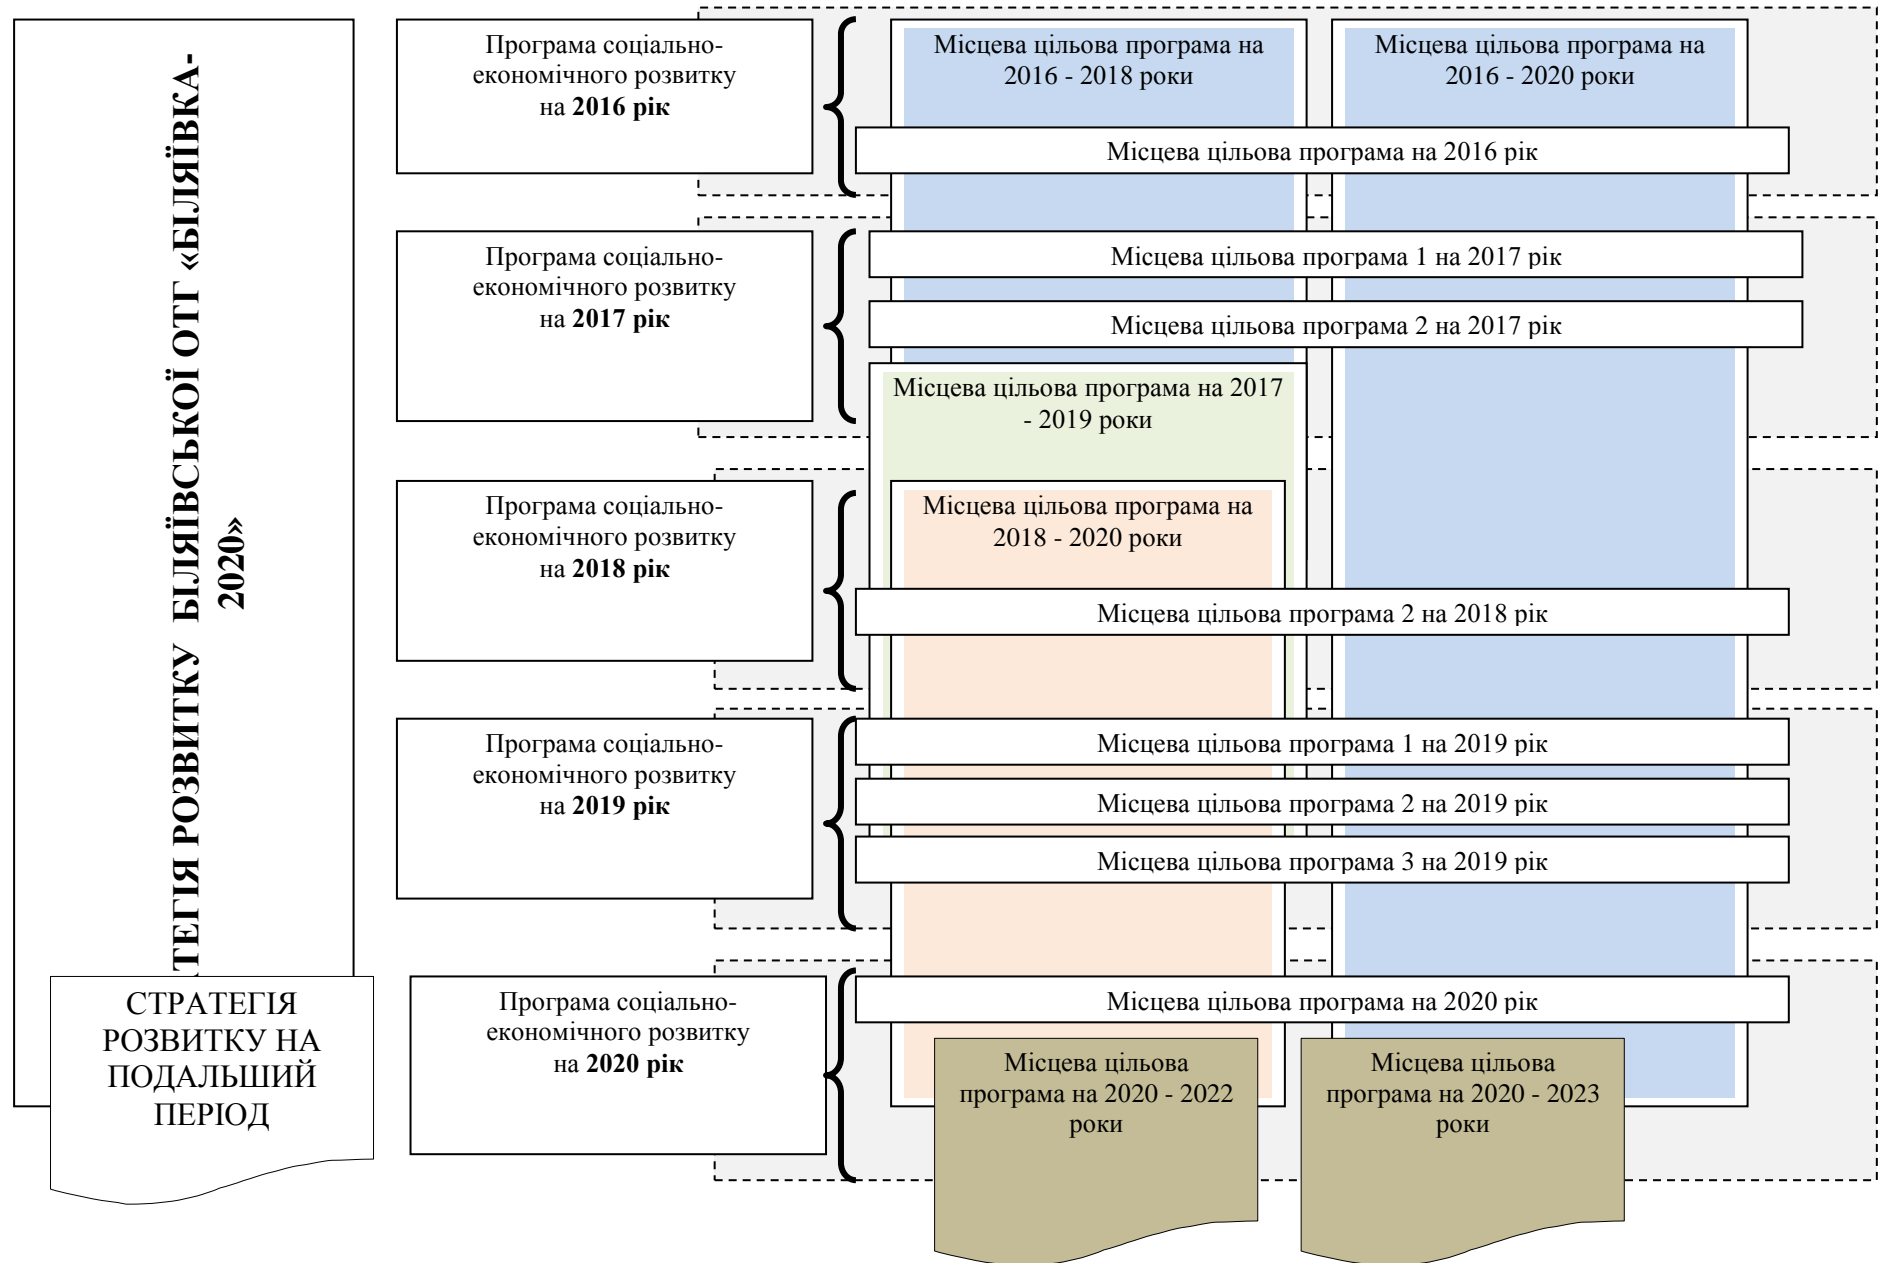 ТЕГІЯ РОЗВИТКУ БІЛЯЇВСЬКОЇ ОТГ «БІЛЯЇВКА-
2020»
СТРАТЕГІЯ
РОЗВИТКУ НА
ПОДАЛЬШИЙ
ПЕРІОД
Програма соціально-
економічного розвитку
на 2016 рік
Місцева цільова програма на
2016 - 2018 роки
Місцева цільова програма на
2016 - 2020 роки
Місцева цільова програма на 2016 рік
Програма соціально-
економічного розвитку
на 2017 рік
Місцева цільова програма 1 на 2017 рік
Місцева цільова програма 2 на 2017 рік
Місцева цільова програма на 2017
- 2019 роки
Програма соціально-
економічного розвитку
на 2018 рік
Місцева цільова програма на
2018 - 2020 роки
Місцева цільова програма 2 на 2018 рік
Програма соціально-
економічного розвитку
на 2019 рік
Місцева цільова програма 1 на 2019 рік
Місцева цільова програма 2 на 2019 рік
Місцева цільова програма 3 на 2019 рік
Програма соціально-
економічного розвитку
на 2020 рік
Місцева цільова програма на 2020 рік
Місцева цільова
програма на 2020 - 2022
роки
Місцева цільова
програма на 2020 - 2023
роки